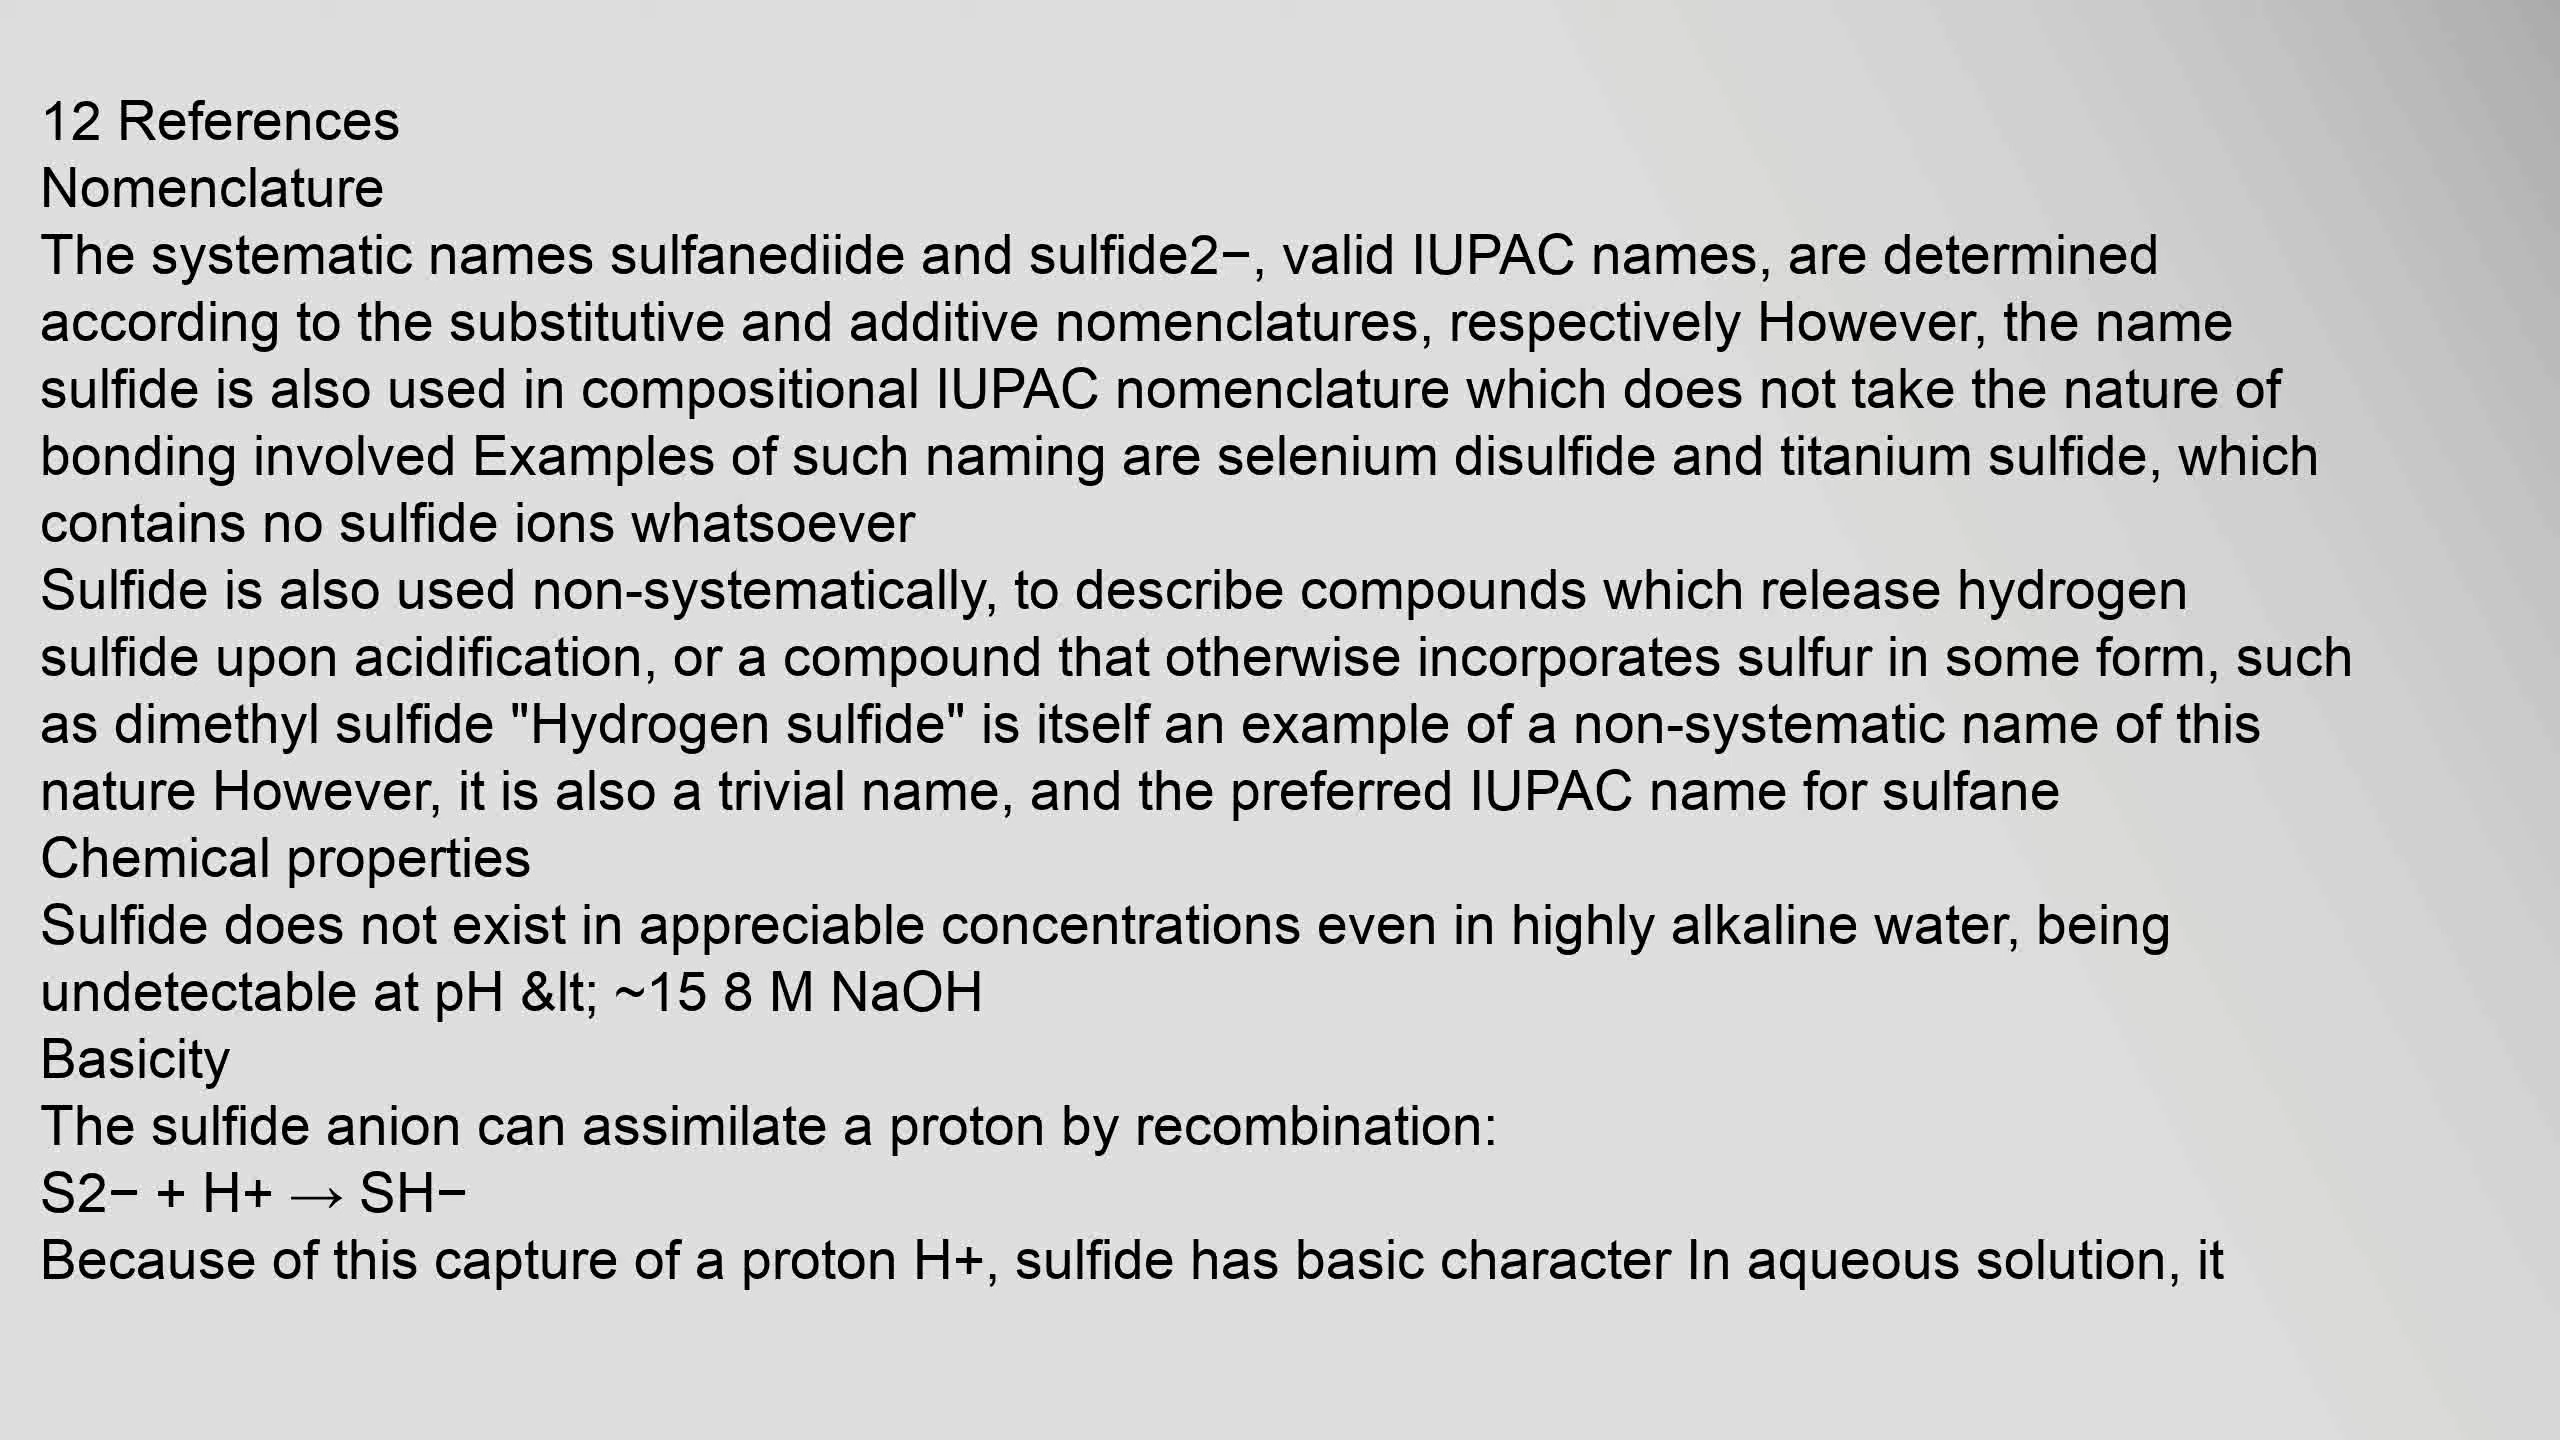 12 References
Nomenclature
The systematic names sulfanediide and sulfide2−, valid IUPAC names, are determined
according to the substitutive and additive nomenclatures, respectively However, the name
sulfide is also used in compositional IUPAC nomenclature which does not take the nature of
bonding involved Examples of such naming are selenium disulfide and titanium sulfide, which
contains no sulfide ions whatsoever
Sulfide is also used non-systematically, to describe compounds which release hydrogen
sulfide upon acidification, or a compound that otherwise incorporates sulfur in some form, such
as dimethyl sulfide "Hydrogen sulfide" is itself an example of a non-systematic name of this
nature However, it is also a trivial name, and the preferred IUPAC name for sulfane
Chemical properties
Sulfide does not exist in appreciable concentrations even in highly alkaline water, being
undetectable at pH &lt; ~15 8 M NaOH
Basicity
The sulfide anion can assimilate a proton by recombination:
S2− + H+ → SH−
Because of this capture of a proton H+, sulfide has basic character In aqueous solution, it